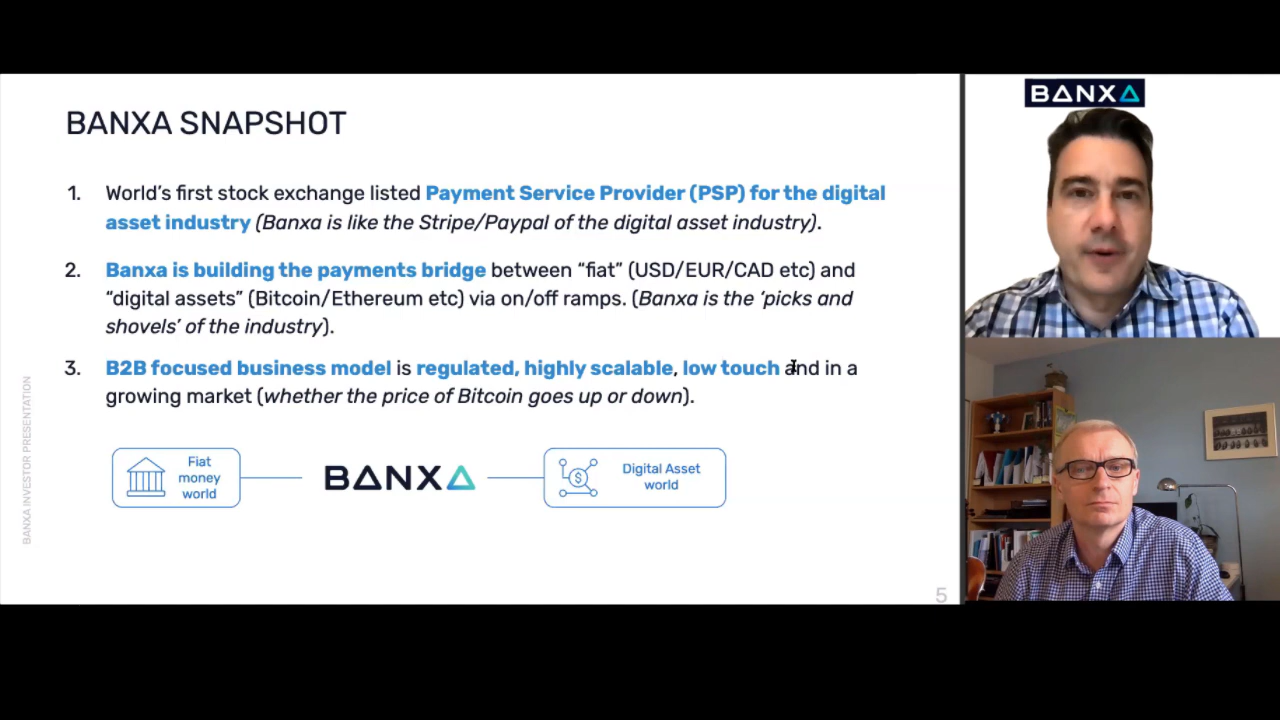 BANXA SNAPSHOT
1. World’s first stock exchange listed Payment Service Provider (PSP) for the digital
asset industry (Banxa is like the Stripe/Paypal of the digital asset industry).
2. Banxa is building the payments bridge between “fiat” (USD/EUR/CAD etc) and
“digital assets” (Bitcoin/Ethereum etc) via on/off ramps. (Banxa is the ‘picks and
shovels’ of the industry).
3. B2B focused business model is regulated, highly scalable, low touch and in a
growing market (whether the price of Bitcoin goes up or down).
Fiat
money
world
BANXA
Digital Asset
world
BANXA INVESTOR PRESENTATION
5
BANXA